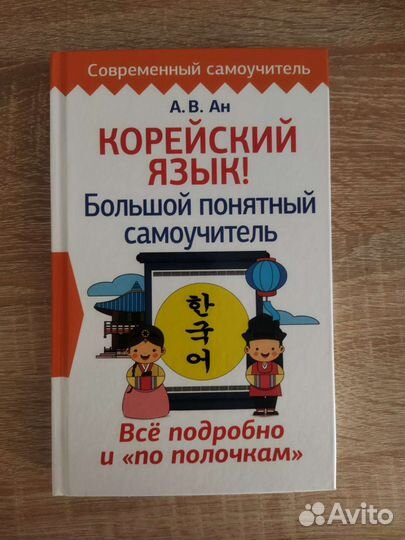 Современный самоучитель
А. В. Ан
КОРЕЙСКИЙ
ЯЗЫК!
Большой понятный
самоучитель
한국어
Всё подробно
и «по полочкам»
Avito